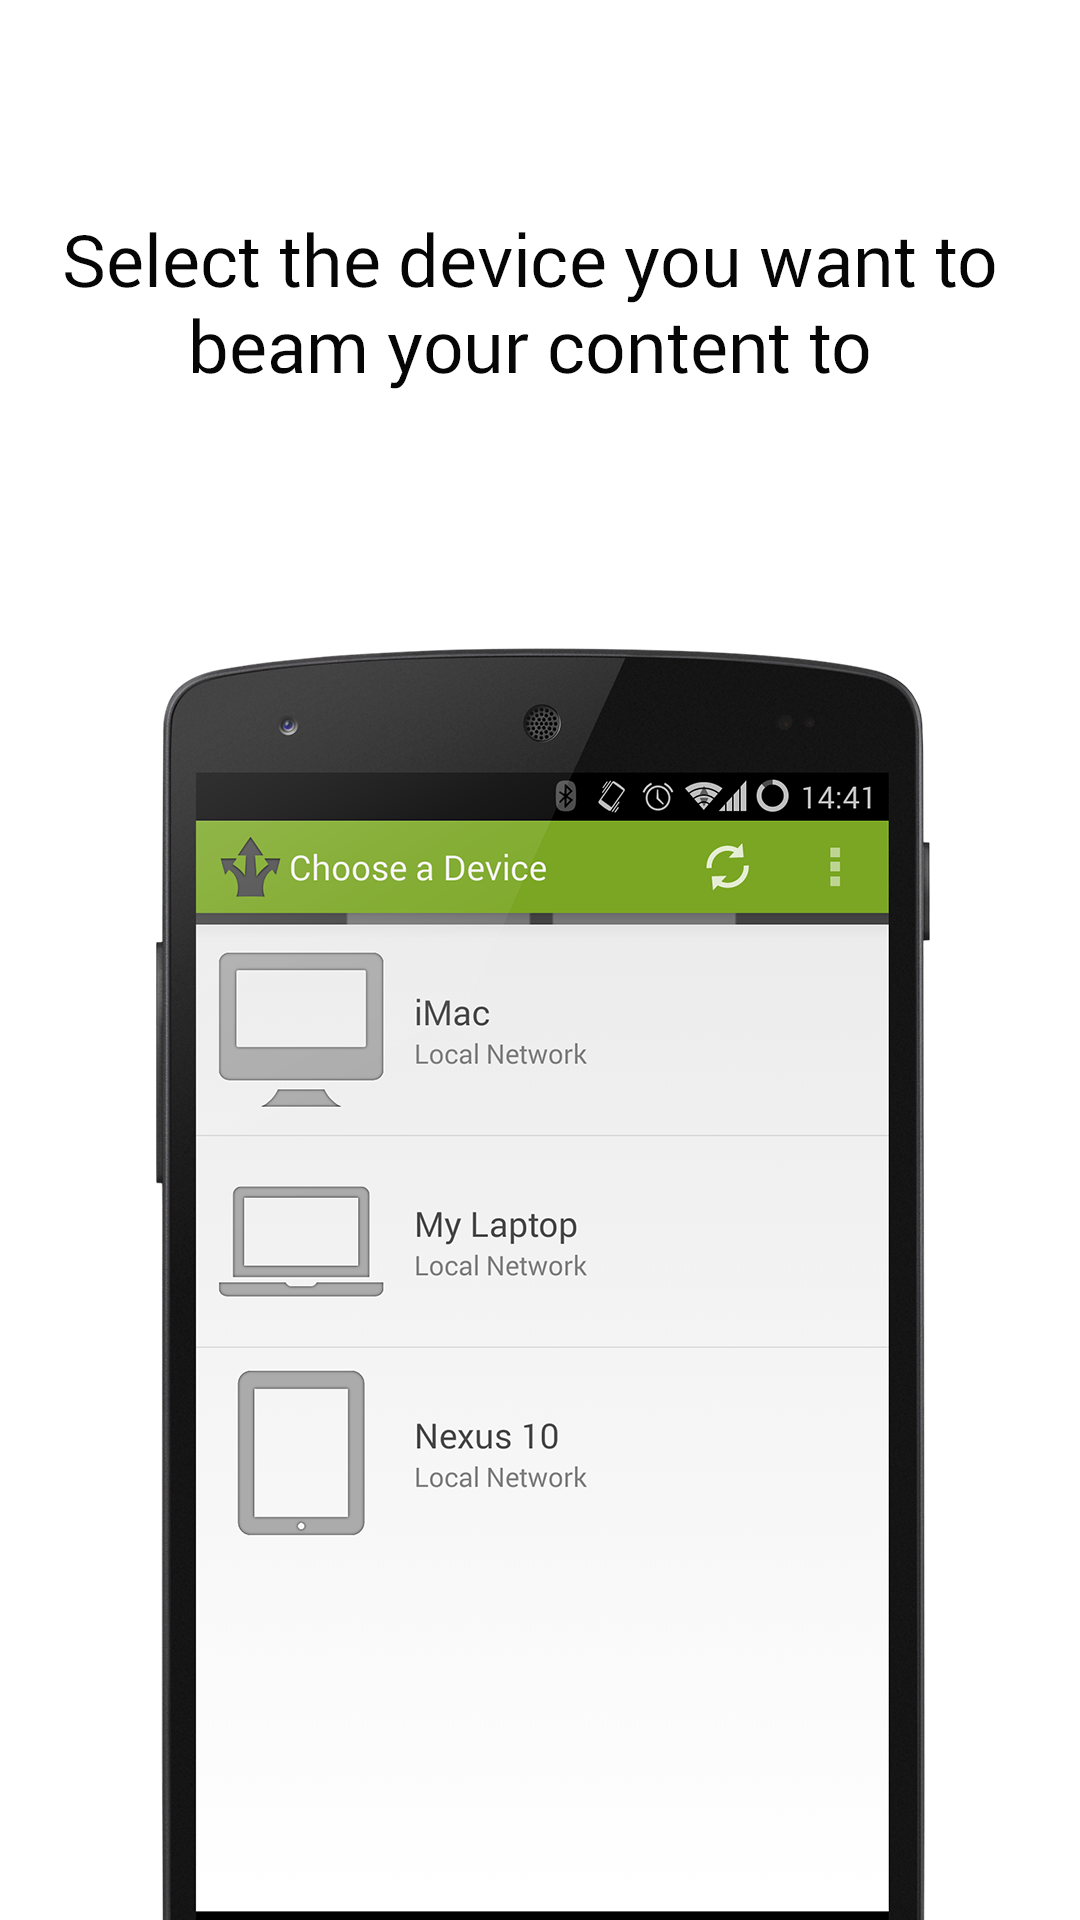 Select the device you want to
beam your content to
14:41
Choose a Device
iMac
Local Network
My Laptop
Local Network
Nexus 10
Local Network